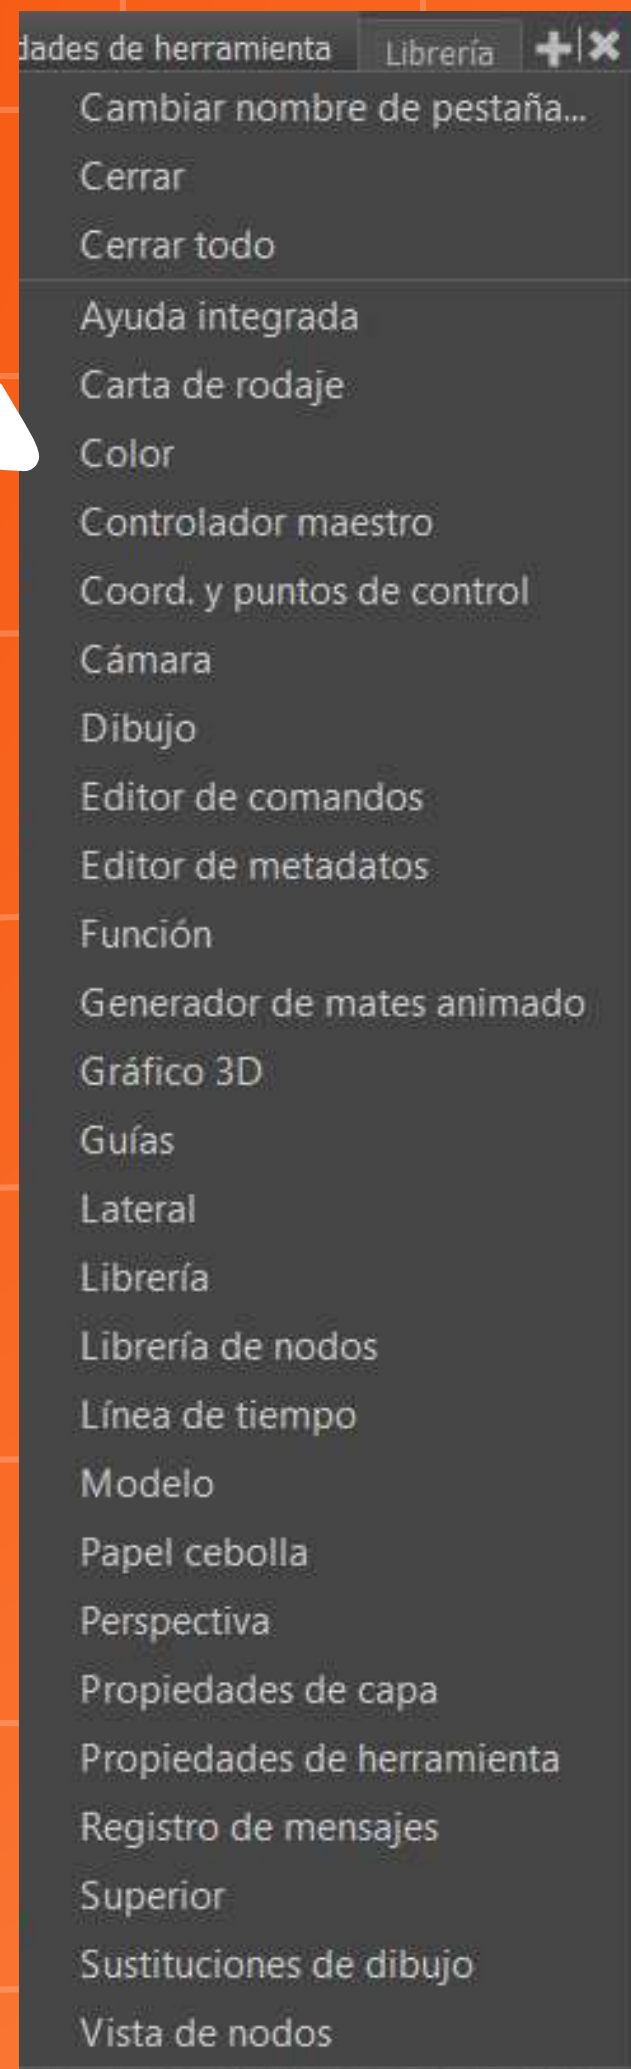 dades de herramienta Librería
Cambiar nombre de pestaña...
Cerrar
Cerrar todo
Ayuda integrada
Carta de rodaje
Color
Controlador maestro
Coord. y puntos de control
Cámara
Dibujo
Editor de comandos
Editor de metadatos
Función
Generador de mates animado
Gráfico 3D
Guías
Lateral
Librería
Librería de nodos
Línea de tiempo
Modelo
Papel cebolla
Perspectiva
Propiedades de capa
Propiedades de herramienta
Registro de mensajes
Superior
Sustituciones de dibujo
Vista de nodos